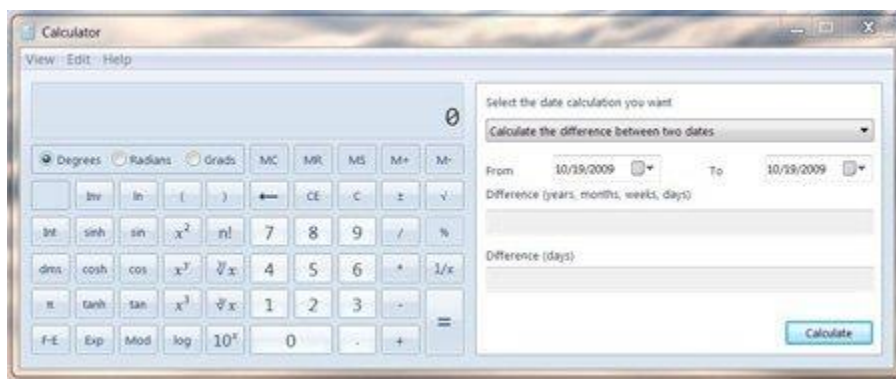 Calculator
View Edit Help
0
Degrees Radians Grads MC MR MS M+ M-
Inv ln ( ) ← CE C ± √
Int sinh sin x² n! 7 8 9 / %
dms cosh cos xʸ ʸ√x 4 5 6 * 1/x
π tanh tan x³ ³√x 1 2 3 - =
F-E Exp Mod log 10ˣ 0 . +
Select the date calculation you want
Calculate the difference between two dates
From 10/19/2009 To 10/19/2009
Difference (years, months, weeks, days)
Difference (days)
Calculate